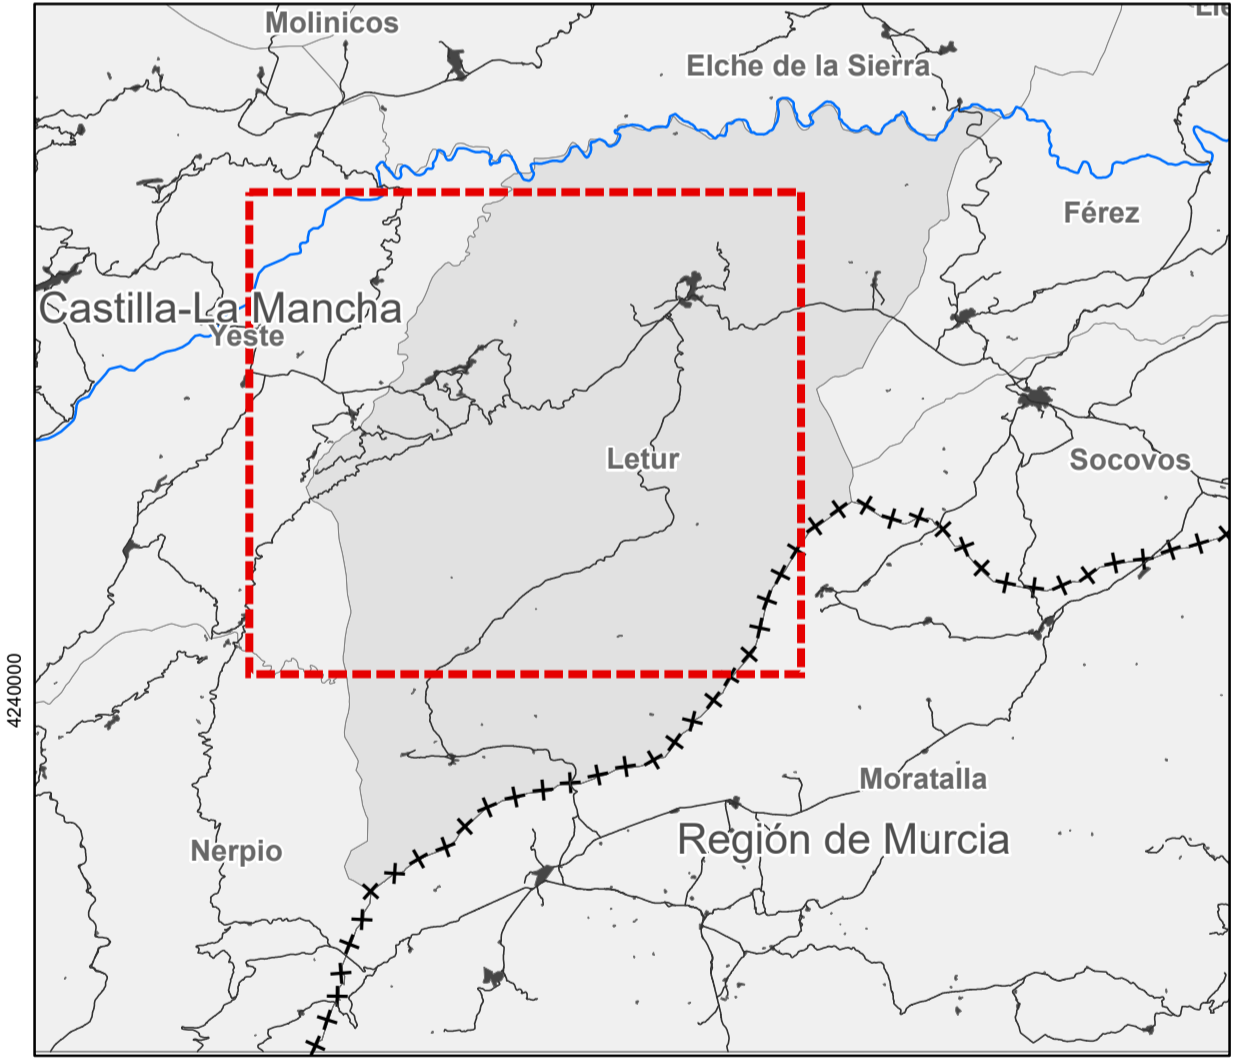 Molinicos
Elche de la Sierra
Férez
Castilla-La Mancha
Yeste
Letur
Socovos
4240000
Moratalla
Región de Murcia
Nerpio